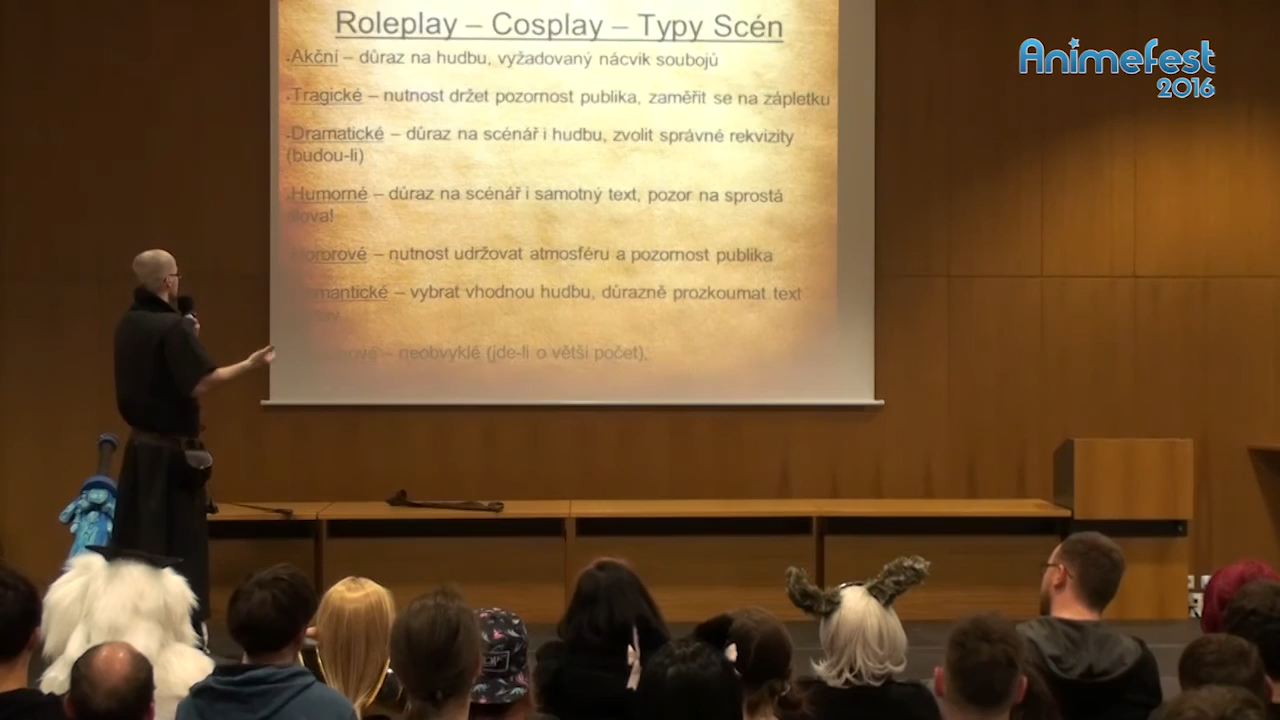 Roleplay – Cosplay – Typy Scén
Akční – důraz na hudbu, vyžadovaný nácvik soubojů
Tragické – nutnost držet pozornost publika, zaměřit se na zápletku
Dramatické – důraz na scénář i hudbu, zvolit správné rekvizity
(budou-li)
Humorné – důraz na scénář i samotný text, pozor na sprostá
– nutnost udržovat atmosféru a pozornost publika
– vybrat vhodnou hudbu, důrazně prozkoumat text
– neobvyklé (jde-li o větší počet),
AnimeFest
2016